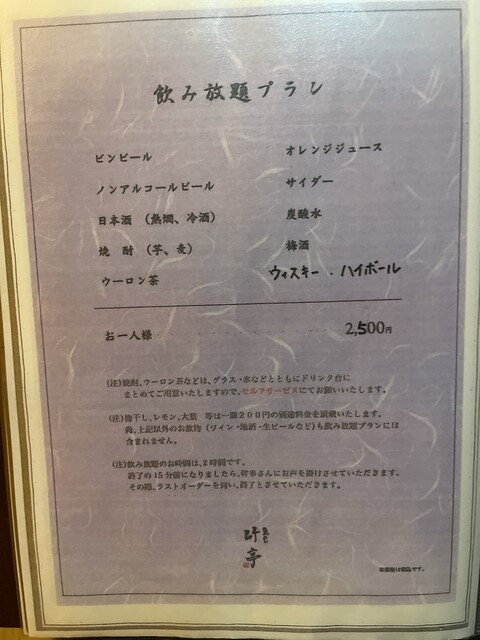 飲み放題プラン
ビンビール
ノンアルコールビール
日本酒 (熱燗、冷酒)
焼 酎 (芋、麦)
ウーロン茶
オレンジジュース
サイダー
炭酸水
梅酒
ウィスキー・ハイボール
お一人様 2,500円
(注)焼酎、ウーロン茶などは、グラス・氷などとともにドリンク台に
まとめてご用意いたしますので、セルフサービスにてお願いいたします。
(注)梅干し、レモン、大葉 等は一個200円の別途料金を頂戴いたします。
尚、上記以外のお飲物(ワイン・地酒・生ビールなど)も飲み放題プランには
含まれません。
(注)飲み放題のお時間は、2時間です。
終了の15分前になりましたら、幹事さんにお声を掛けさせていただきます。
その際、ラストオーダーを伺い、終了とさせていただきます。
亭
※価格は税込です。